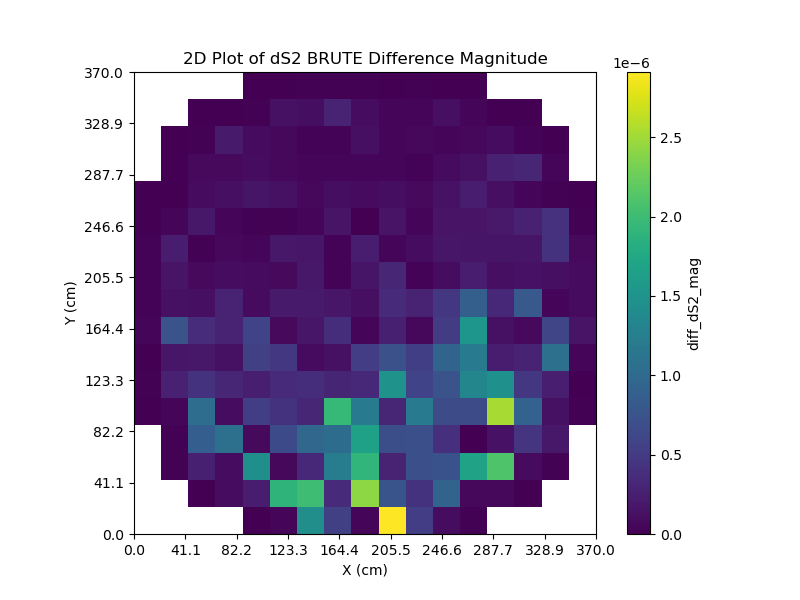 2D Plot of dS2 BRUTE Difference Magnitude
1e−6
370.0
328.9
287.7
246.6
205.5
164.4
123.3
82.2
41.1
0.0
Y (cm)
0.0 41.1 82.2 123.3 164.4 205.5 246.6 287.7 328.9 370.0
X (cm)
2.5
2.0
1.5
1.0
0.5
0.0
diff_dS2_mag